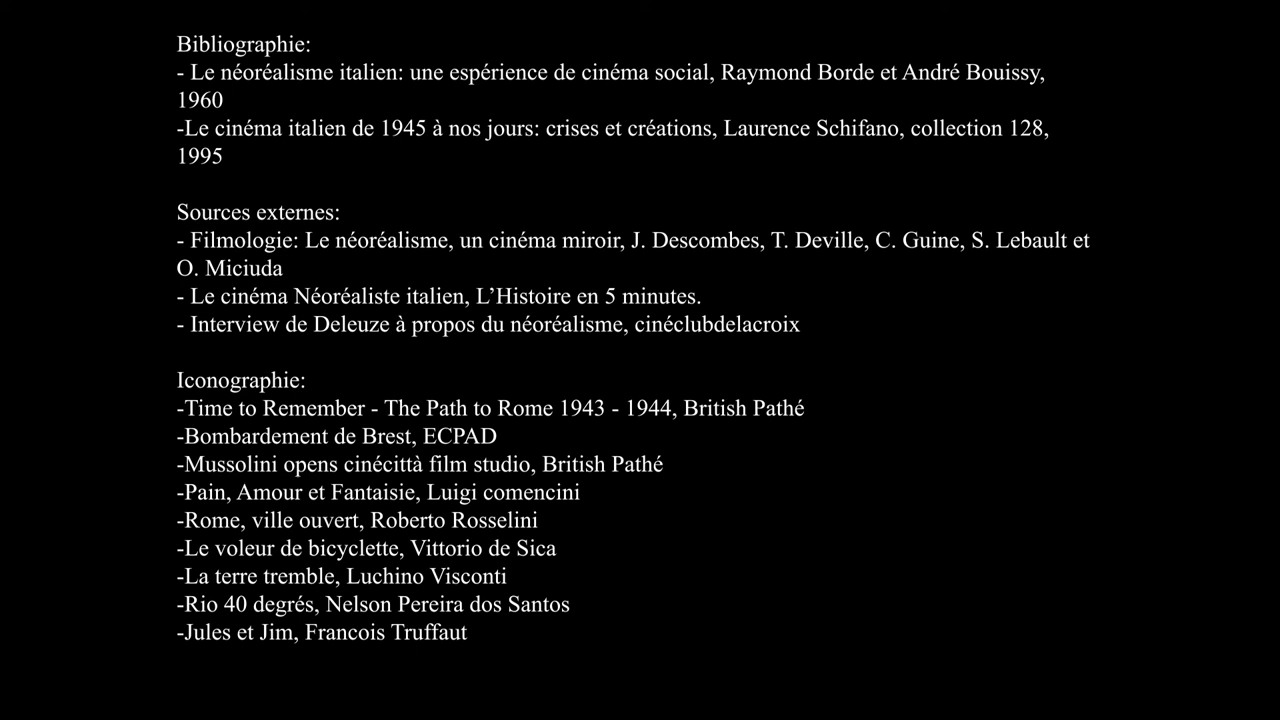 Bibliographie:
- Le néoréalisme italien: une espérience de cinéma social, Raymond Borde et André Bouissy,
1960
-Le cinéma italien de 1945 à nos jours: crises et créations, Laurence Schifano, collection 128,
1995
Sources externes:
- Filmologie: Le néoréalisme, un cinéma miroir, J. Descombes, T. Deville, C. Guine, S. Lebault et
O. Miciuda
- Le cinéma Néoréaliste italien, L’Histoire en 5 minutes.
- Interview de Deleuze à propos du néoréalisme, cinéclubdelacroix
Iconographie:
-Time to Remember - The Path to Rome 1943 - 1944, British Pathé
-Bombardement de Brest, ECPAD
-Mussolini opens cinécittà film studio, British Pathé
-Pain, Amour et Fantaisie, Luigi comencini
-Rome, ville ouvert, Roberto Rosselini
-Le voleur de bicyclette, Vittorio de Sica
-La terre tremble, Luchino Visconti
-Rio 40 degrés, Nelson Pereira dos Santos
-Jules et Jim, Francois Truffaut